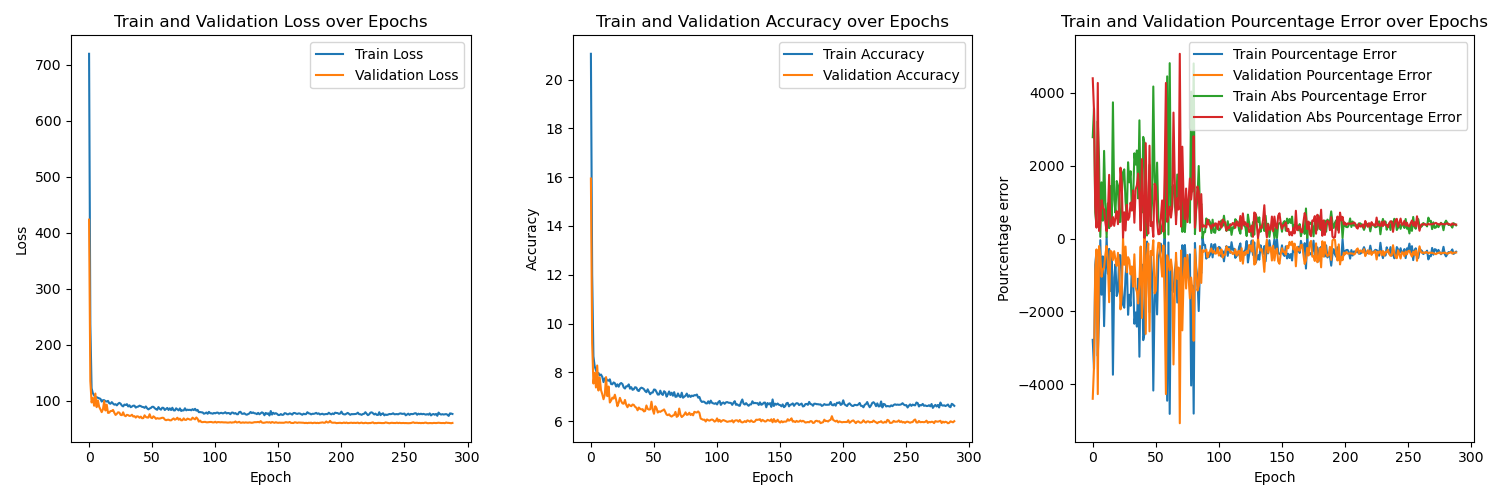 Train and Validation Loss over Epochs
Train Loss
Validation Loss
700
600
500
400
300
200
100
0
50
100
150
200
250
300
Loss
Epoch
Train and Validation Accuracy over Epochs
Train Accuracy
Validation Accuracy
20
18
16
14
12
10
8
6
0
50
100
150
200
250
300
Accuracy
Epoch
Train and Validation Pourcentage Error over Epochs
Train Pourcentage Error
Validation Pourcentage Error
Train Abs Pourcentage Error
Validation Abs Pourcentage Error
4000
2000
0
−2000
−4000
0
50
100
150
200
250
300
Pourcentage error
Epoch